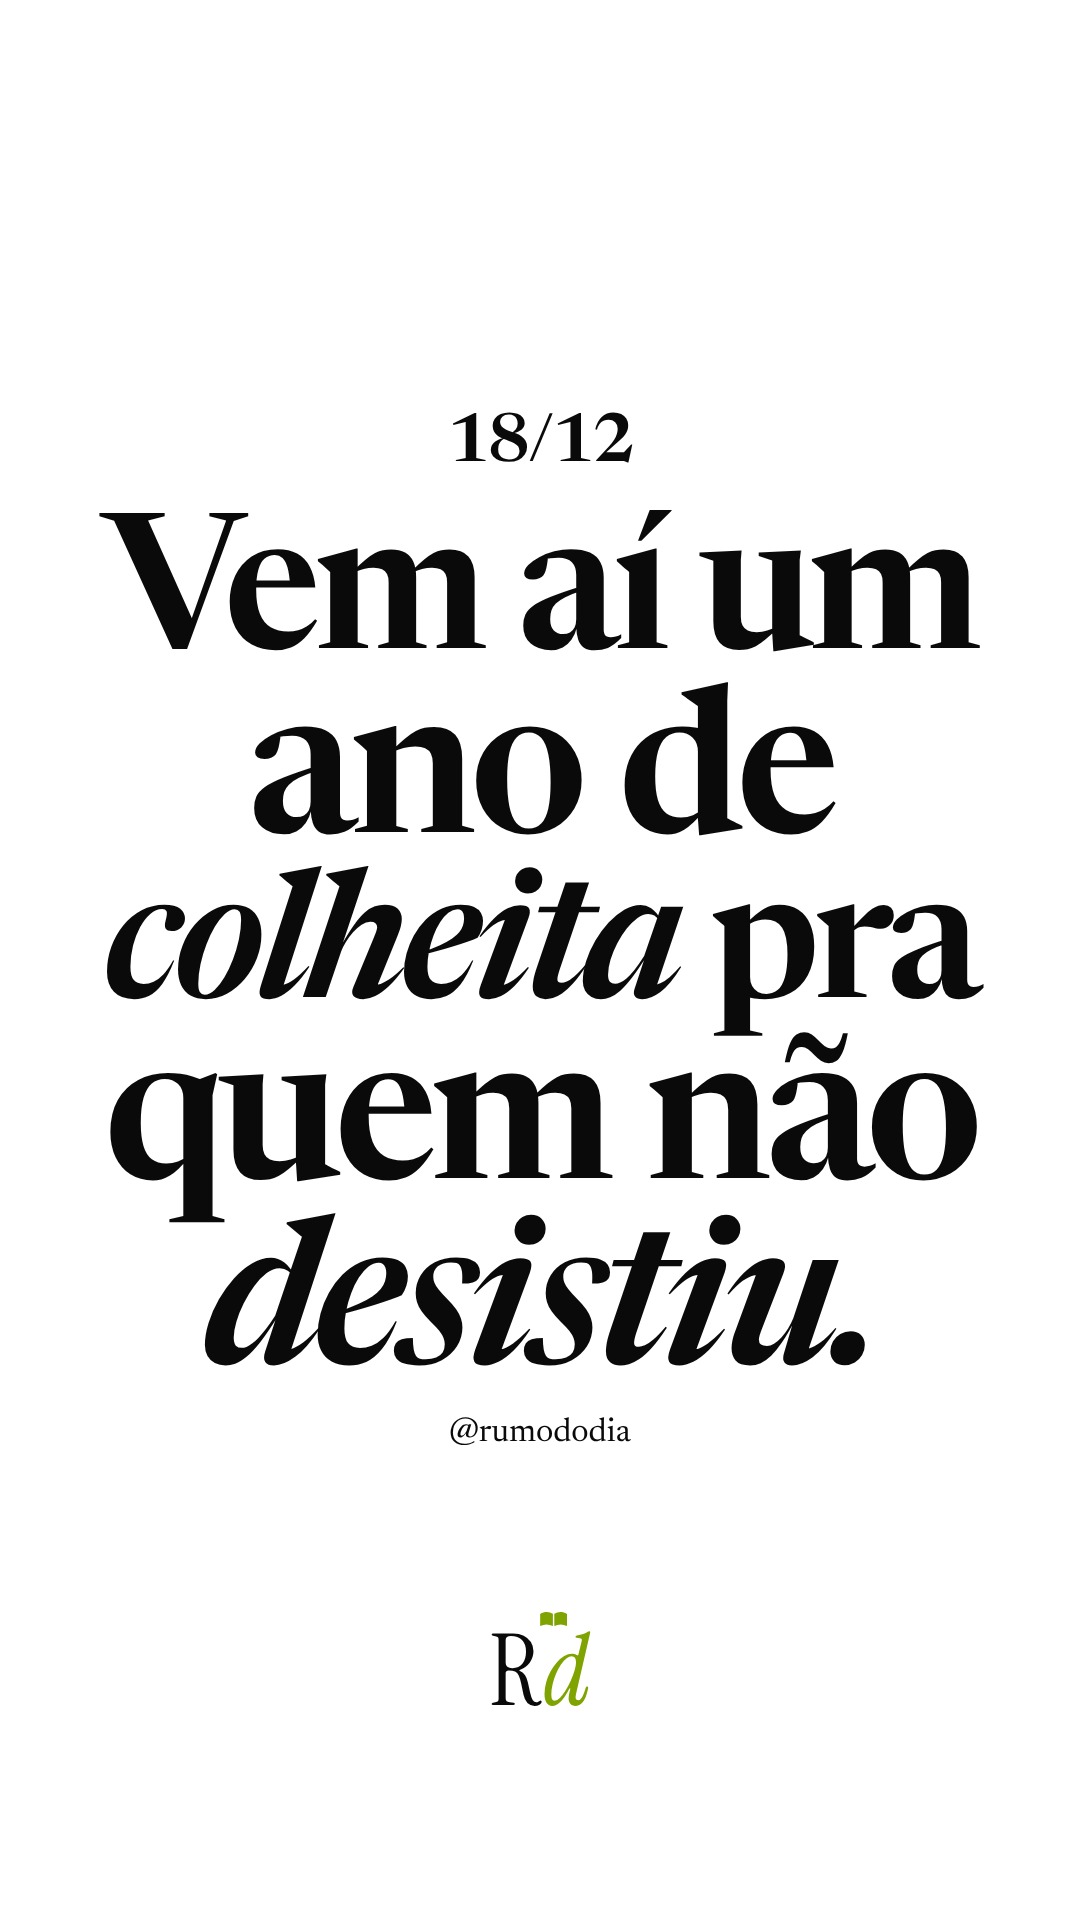 18/12
Vem aí um
ano de
colheita pra
quem não
desistiu.
@rumododia
Rd